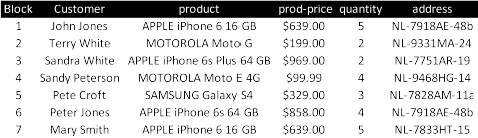 Block Customer product prod-price quantity address
1 John Jones APPLE iPhone 6 16 GB $639.00 5 NL-7918AE-48b
2 Terry White MOTOROLA Moto G $199.00 2 NL-9331MA-24
3 Sandra White APPLE iPhone 6s Plus 64 GB $969.00 2 NL-7751AR-19
4 Sandy Peterson MOTOROLA Moto E 4G $99.99 4 NL-9468HG-14
5 Pete Croft SAMSUNG Galaxy S4 $329.00 3 NL-7828AM-11a
6 Peter Jones APPLE iPhone 6s 64 GB $858.00 4 NL-7918AE-48b
7 Mary Smith APPLE iPhone 6 16 GB $639.00 5 NL-7833HT-15